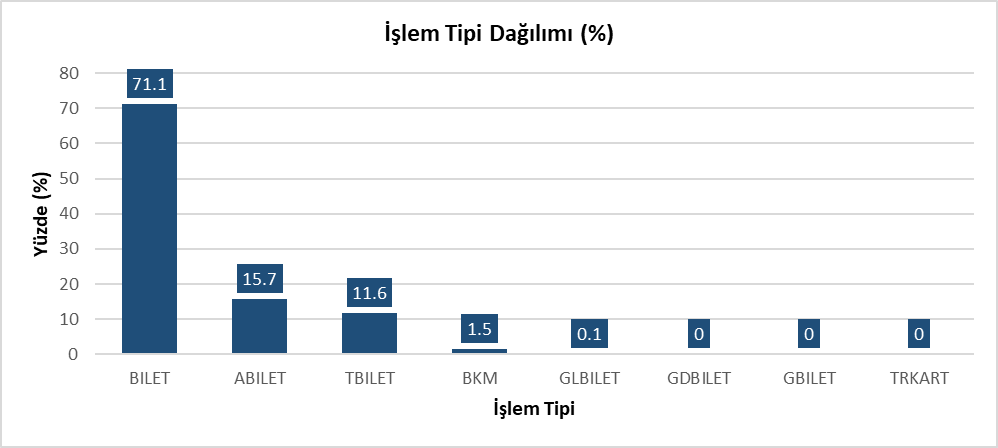 İşlem Tipi Dağılımı (%)
Yüzde (%)
80
70
60
50
40
30
20
10
0
71.1
15.7
11.6
1.5
0.1
0
0
0
BILET
ABILET
TBILET
BKM
GLBILET
GDBILET
GBILET
TRKART
İşlem Tipi